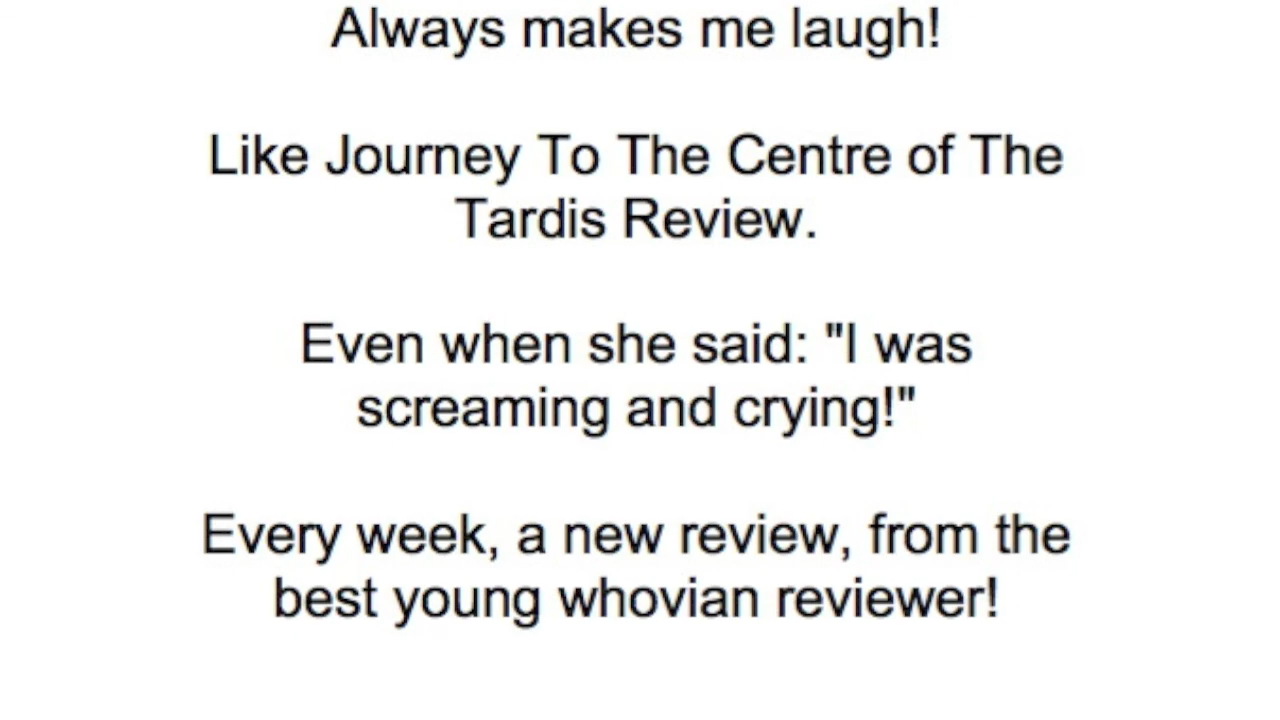 Always makes me laugh!
Like Journey To The Centre of The
Tardis Review.
Even when she said: "I was
screaming and crying!"
Every week, a new review, from the
best young whovian reviewer!